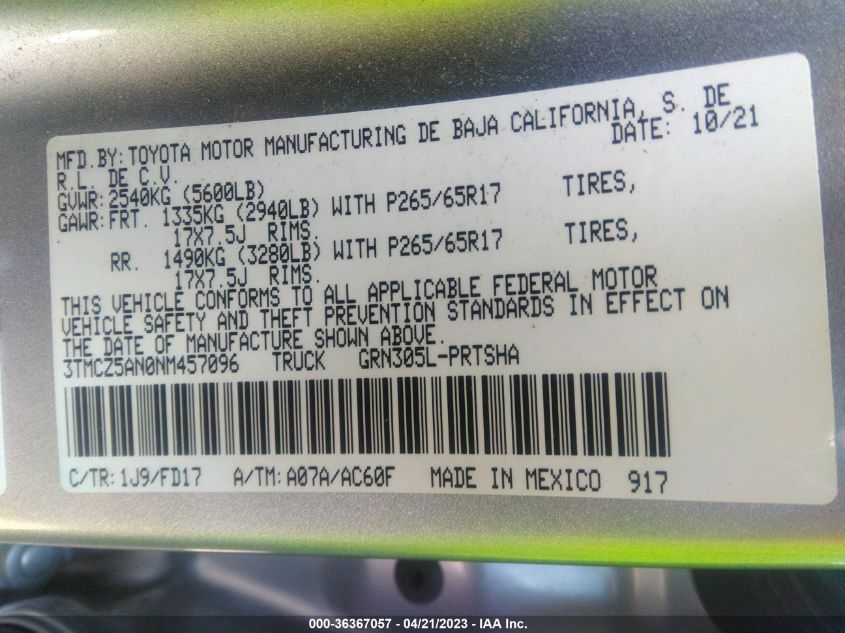 MFD.BY: TOYOTA MOTOR MANUFACTURING DE BAJA CALIFORNIA, S. DE
R.L. DE C.V. DATE: 10/21
GVWR: 2540KG (5600LB)
GAWR: FRT. 1335KG (2940LB) WITH P265/65R17 TIRES,
17X7.5J RIMS.
RR. 1490KG (3280LB) WITH P265/65R17 TIRES,
17X7.5J RIMS.
THIS VEHICLE CONFORMS TO ALL APPLICABLE FEDERAL MOTOR
VEHICLE SAFETY AND THEFT PREVENTION STANDARDS IN EFFECT ON
THE DATE OF MANUFACTURE SHOWN ABOVE.
3TMCZ5AN0NM457096 TRUCK GRN305L-PRTSHA
C/TR: 1J9/FD17 A/TM: A07A/AC60F MADE IN MEXICO 917
000-36367057 / 04/21/2023 - IAA Inc.